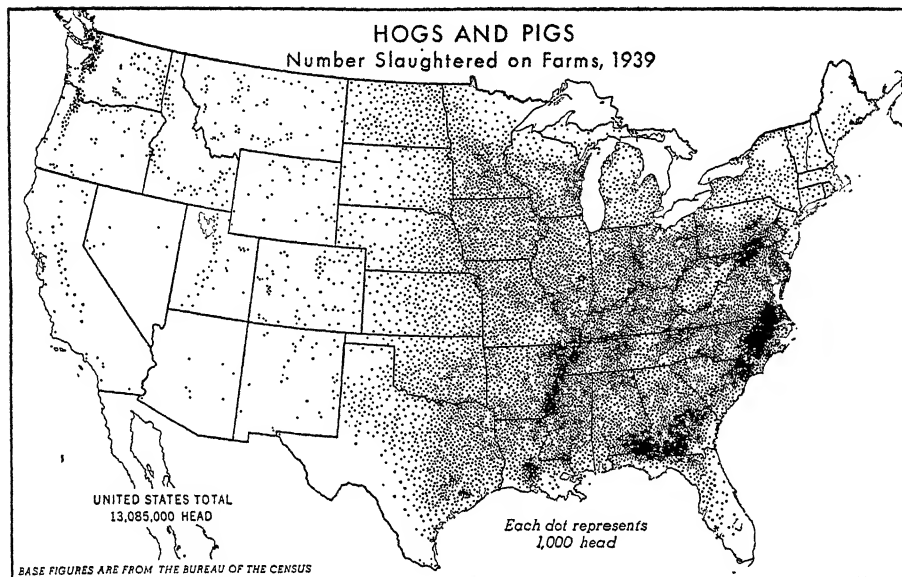 HOGS AND PIGS
Number Slaughtered on Farms, 1939
UNITED STATES TOTAL
13,085,000 HEAD
Each dot represents
1,000 head
BASE FIGURES ARE FROM THE BUREAU OF THE CENSUS